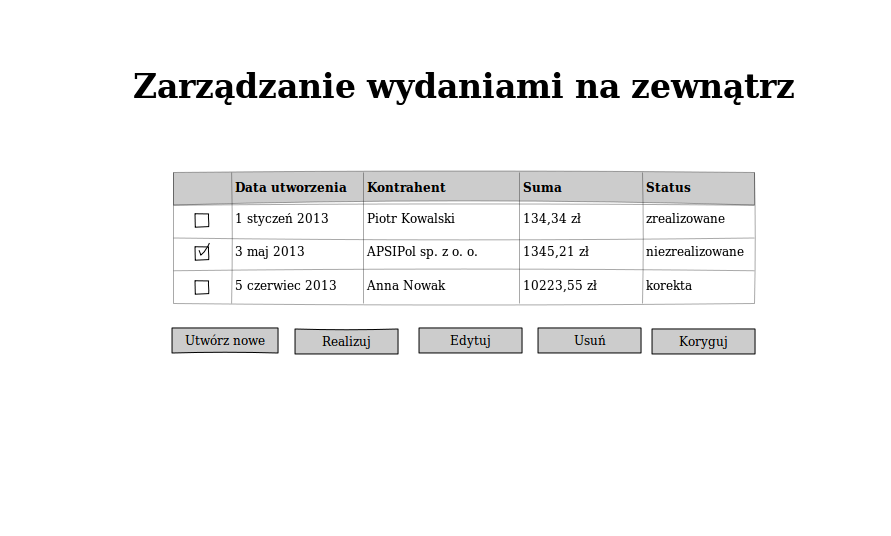 Zarządzanie wydaniami na zewnątrz
Data utworzenia Kontrahent Suma Status
1 styczeń 2013 Piotr Kowalski 134,34 zł zrealizowane
3 maj 2013 APSIPol sp. z o. o. 1345,21 zł niezrealizowane
5 czerwiec 2013 Anna Nowak 10223,55 zł korekta
Utwórz nowe Realizuj Edytuj Usuń Koryguj